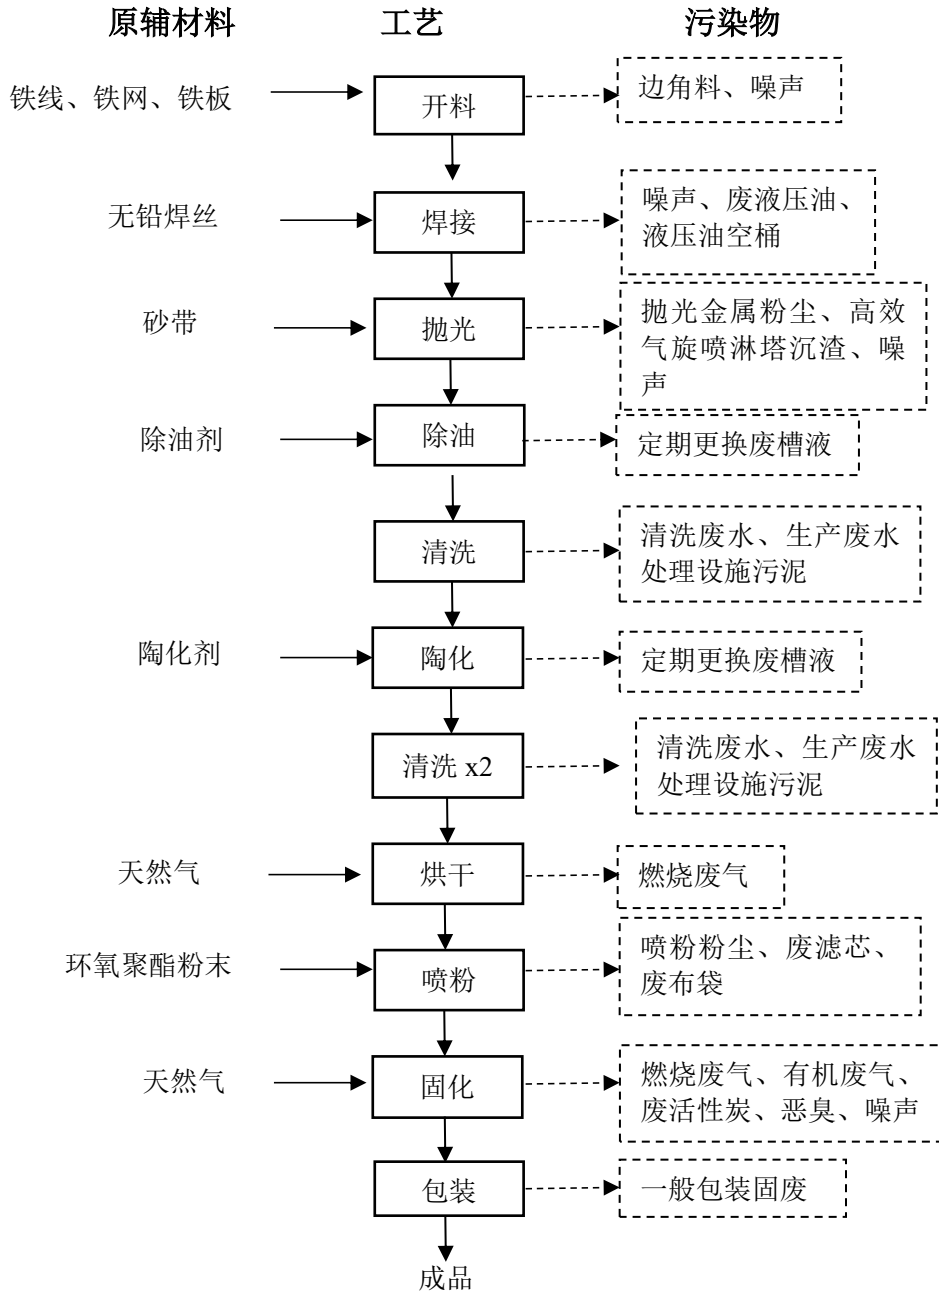 原辅材料 工艺 污染物
铁线、铁网、铁板 开料 边角料、噪声
无铅焊丝 焊接 噪声、废液压油、
液压油空桶
砂带 抛光 抛光金属粉尘、高效
气旋喷淋塔沉渣、噪
声
除油剂 除油 定期更换废槽液
清洗 清洗废水、生产废水
处理设施污泥
陶化剂 陶化 定期更换废槽液
清洗 x2 清洗废水、生产废水
处理设施污泥
天然气 烘干 燃烧废气
环氧聚酯粉末 喷粉 喷粉粉尘、废滤芯、
废布袋
天然气 固化 燃烧废气、有机废气、
废活性炭、恶臭、噪声
包装 一般包装固废
成品